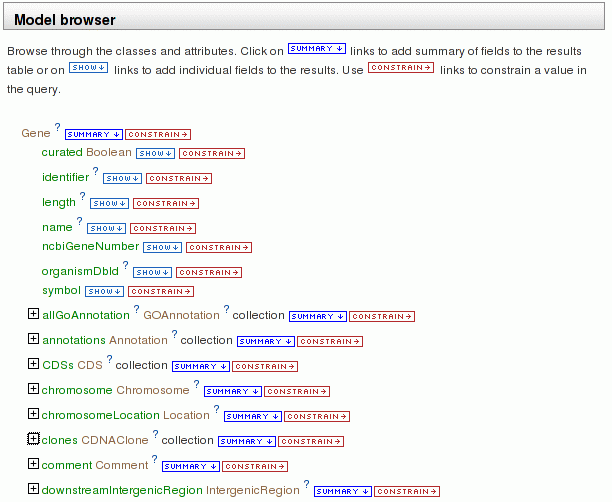 Model browser
Browse through the classes and attributes. Click on SUMMARY ↓ links to add summary of fields to the results
table or on SHOW ↓ links to add individual fields to the results. Use CONSTRAIN → links to constrain a value in
the query.
Gene ? SUMMARY ↓ CONSTRAIN →
curated Boolean SHOW ↓ CONSTRAIN →
identifier ? SHOW ↓ CONSTRAIN →
length ? SHOW ↓ CONSTRAIN →
name ? SHOW ↓ CONSTRAIN →
ncbiGeneNumber SHOW ↓ CONSTRAIN →
organismDbId ? SHOW ↓ CONSTRAIN →
symbol SHOW ↓ CONSTRAIN →
+ allGoAnnotation ? GOAnnotation ? collection SUMMARY ↓ CONSTRAIN →
+ annotations Annotation ? collection SUMMARY ↓ CONSTRAIN →
+ CDSs CDS ? collection SUMMARY ↓ CONSTRAIN →
+ chromosome Chromosome ? SUMMARY ↓ CONSTRAIN →
+ chromosomeLocation Location ? SUMMARY ↓ CONSTRAIN →
+ clones CDNAClone ? collection SUMMARY ↓ CONSTRAIN →
+ comment Comment ? SUMMARY ↓ CONSTRAIN →
+ downstreamIntergenicRegion IntergenicRegion ? SUMMARY ↓ CONSTRAIN →